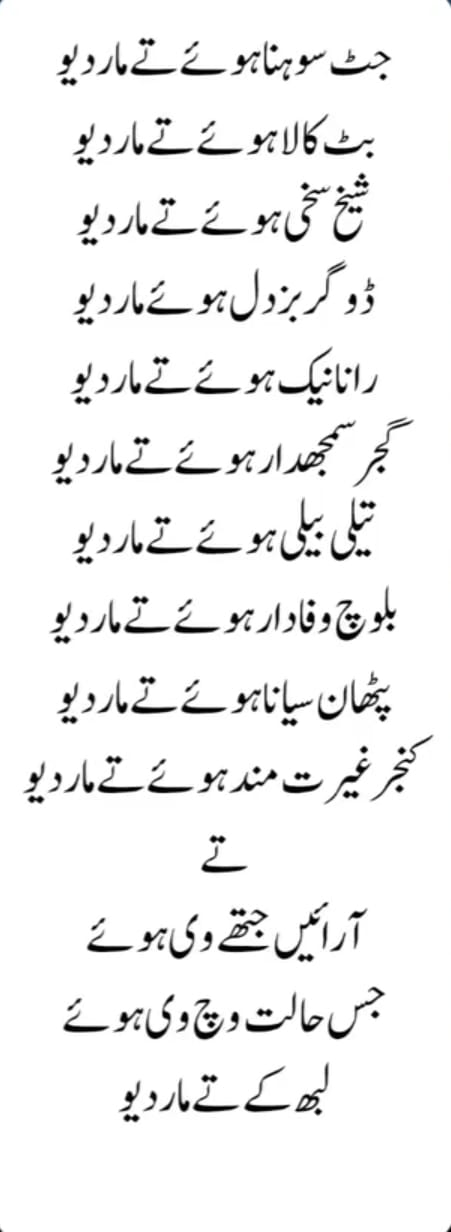 جٹ سوہنا ہوئے تے مار دیو
بٹ کالا ہوئے تے مار دیو
شیخ سخی ہوئے تے مار دیو
ڈوگر بزدل ہوئے مار دیو
رانا نیک ہوئے تے مار دیو
گجر سمجھدار ہوئے تے مار دیو
تیلی بیلی ہوئے تے مار دیو
بلوچ وفادار ہوئے تے مار دیو
پٹھان سیانا ہوئے تے مار دیو
کنجر غیرت مند ہوئے تے مار دیو
تے
آرائیں جتھے وی ہوئے
جس حالت وچ وی ہوئے
لبھ کے تے مار دیو